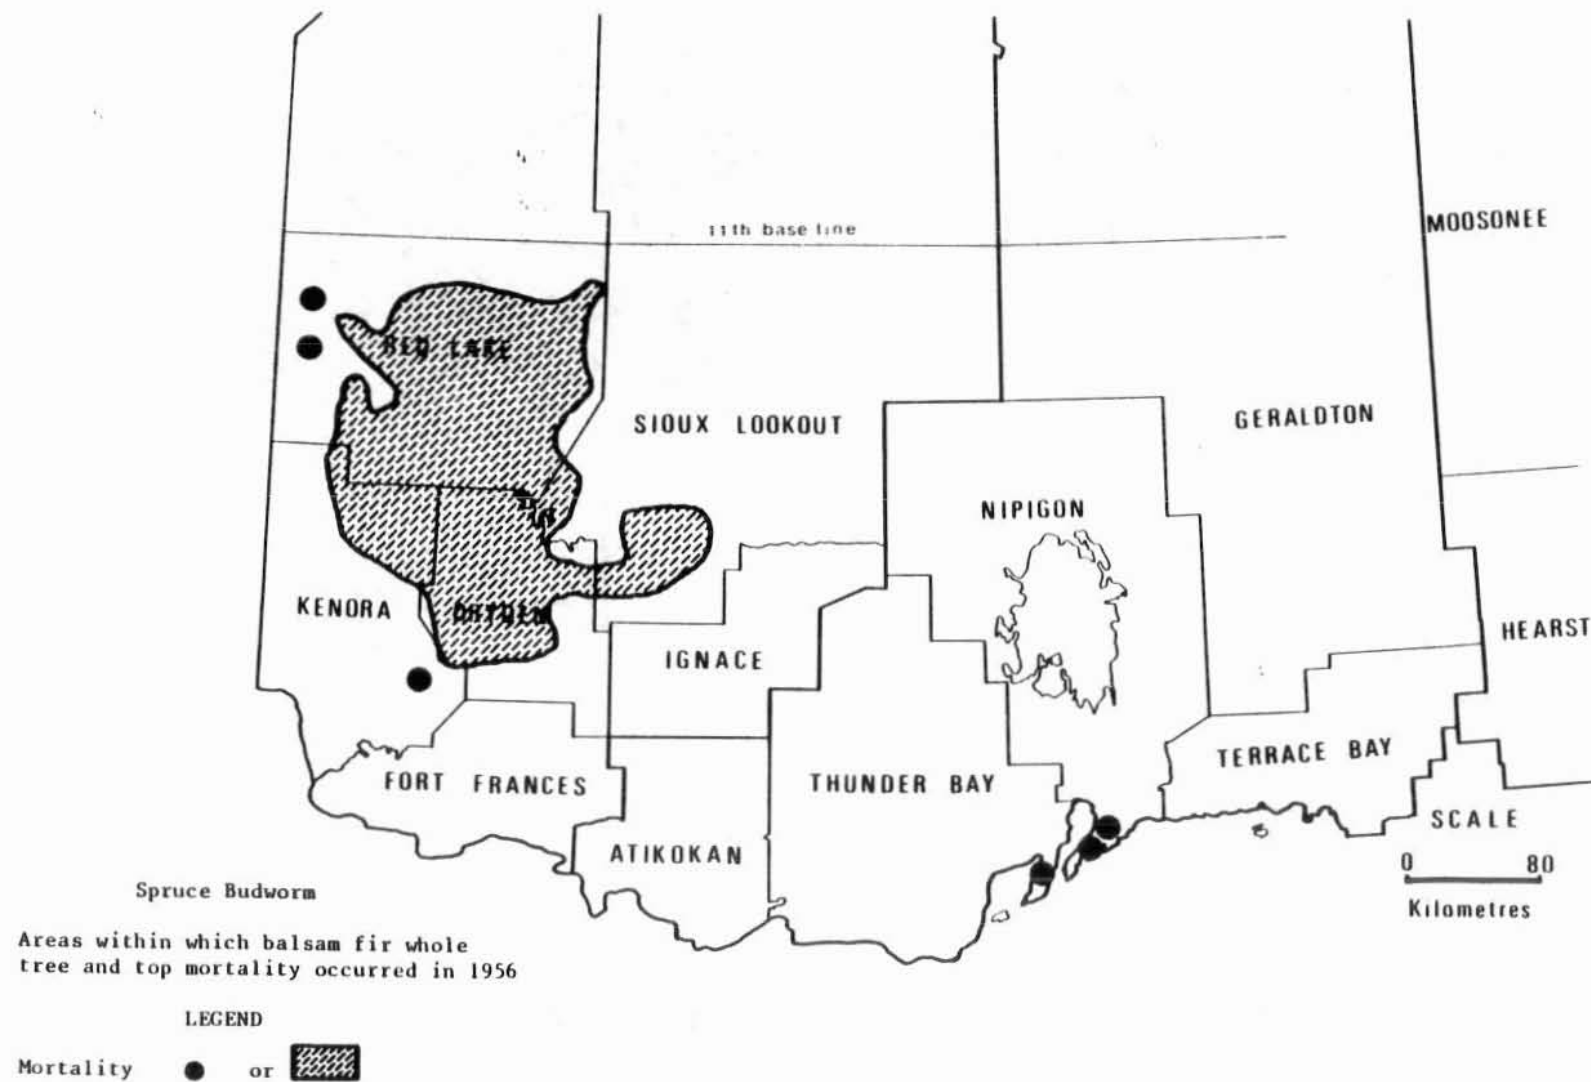 11th base line
MOOSONEE
RED LAKE
SIOUX LOOKOUT
GERALDTON
NIPIGON
KENORA
DRYDEN
IGNACE
HEARST
TERRACE BAY
FORT FRANCES
THUNDER BAY
ATIKOKAN
SCALE
0 80
Kilometres
Spruce Budworm
Areas within which balsam fir whole
tree and top mortality occurred in 1956
LEGEND
Mortality or